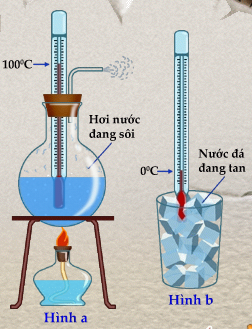 100⁰C
Hơi nước
đang sôi
Hình a
0⁰C
Nước đá
đang tan
Hình b